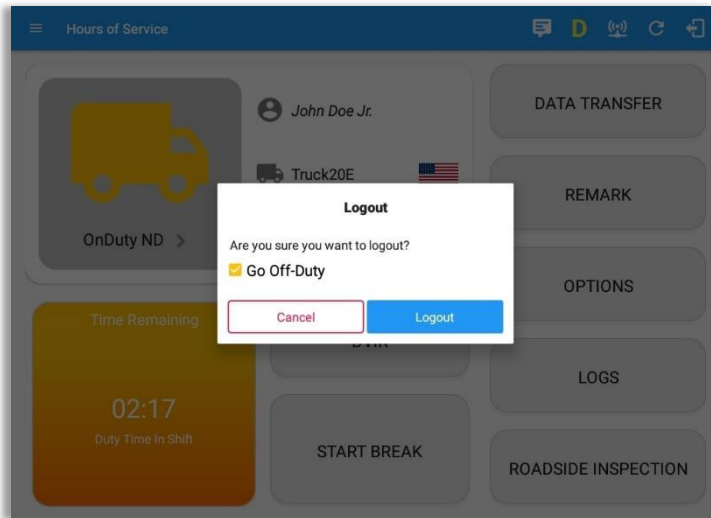 Hours of Service
D
John Doe Jr.
Truck20E
OnDuty ND >
Logout
Are you sure you want to logout?
Go Off-Duty
Cancel
Logout
Time Remaining
02:17
Duty Time In Shift
START BREAK
DATA TRANSFER
REMARK
OPTIONS
LOGS
ROADSIDE INSPECTION